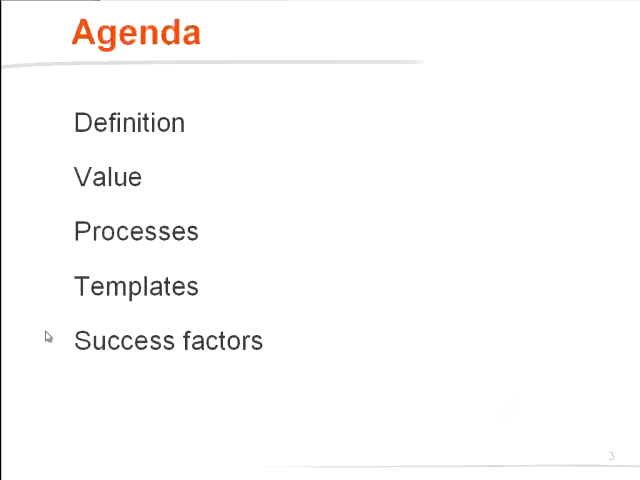 Agenda
Definition
Value
Processes
Templates
Success factors
3